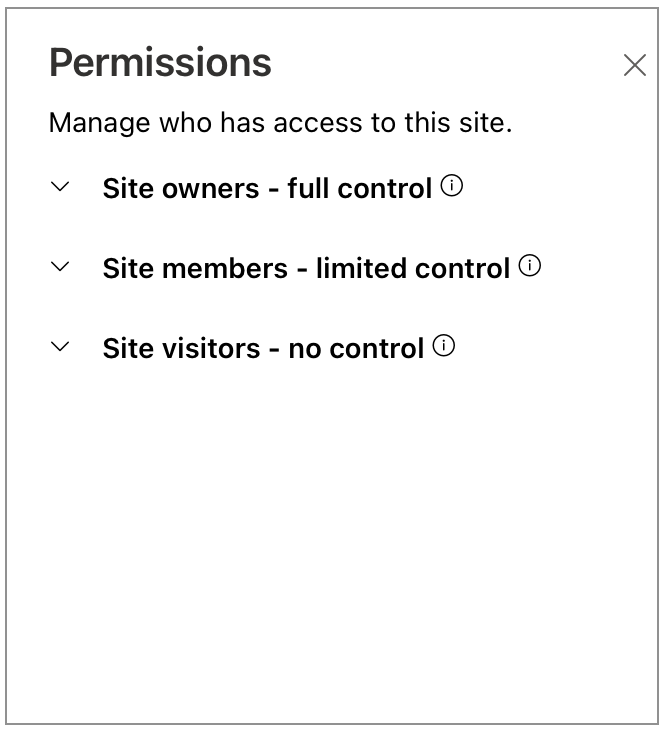 Permissions
Manage who has access to this site.
Site owners - full control
Site members - limited control
Site visitors - no control